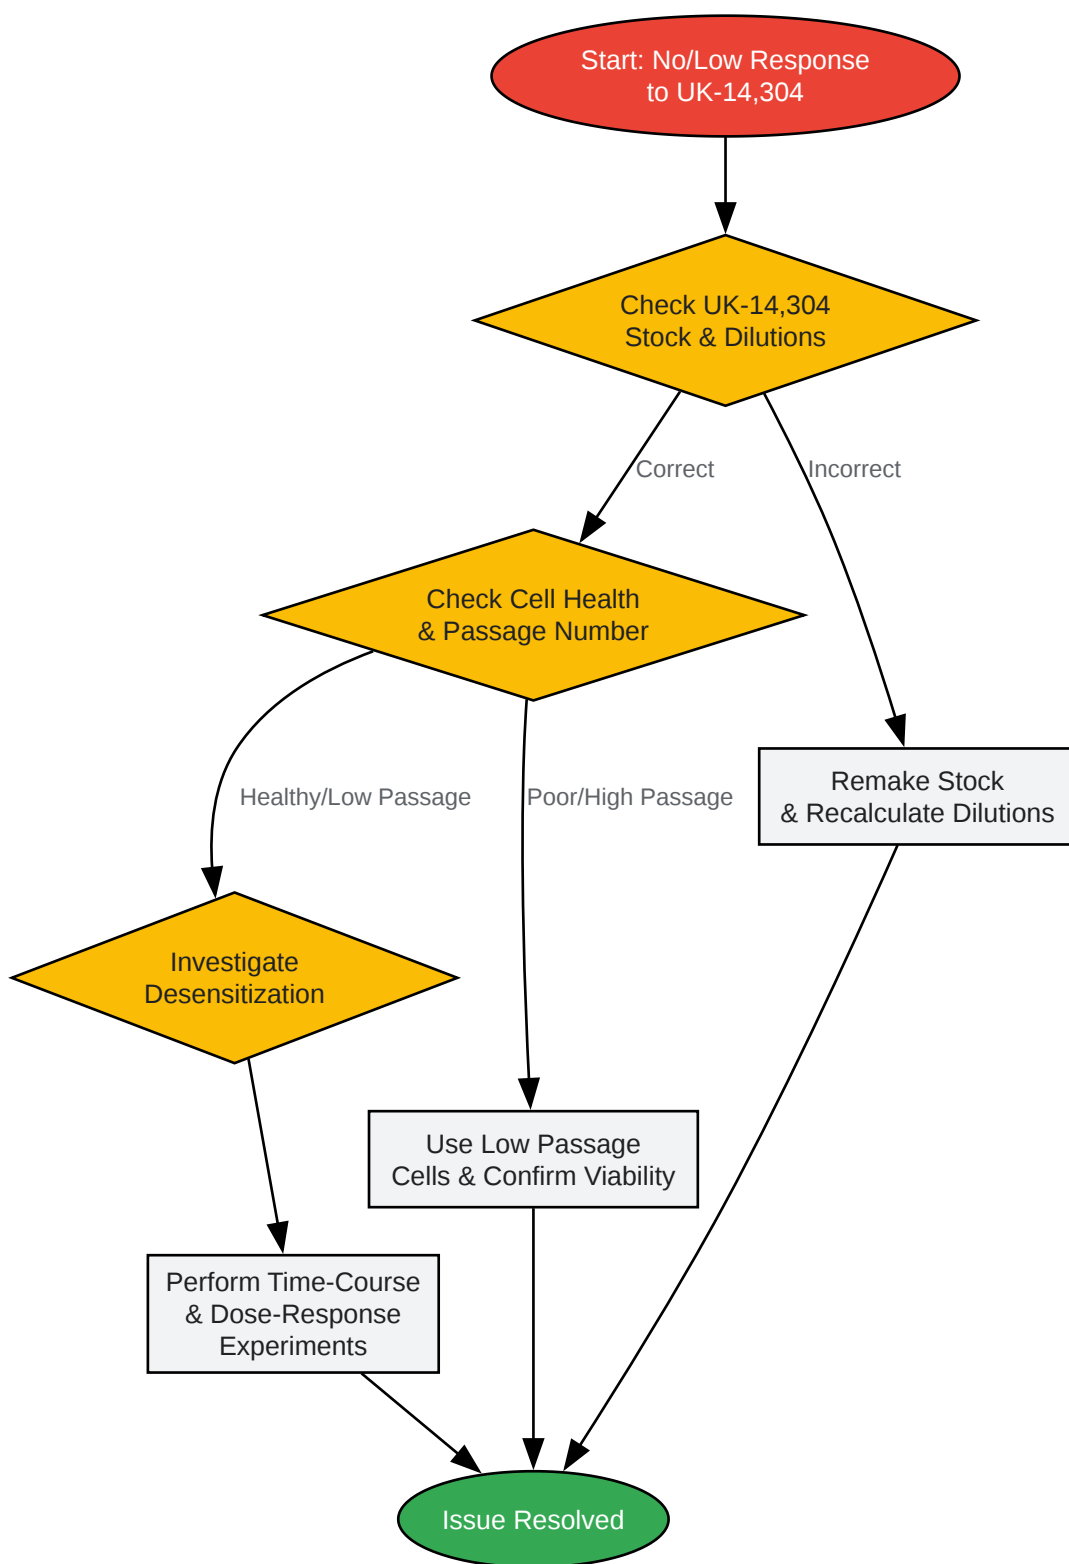 Start: No/Low Response
to UK-14,304
Check UK-14,304
Stock & Dilutions
Correct
Incorrect
Check Cell Health
& Passage Number
Remake Stock
& Recalculate Dilutions
Healthy/Low Passage
Poor/High Passage
Investigate
Desensitization
Use Low Passage
Cells & Confirm Viability
Perform Time-Course
& Dose-Response
Experiments
Issue Resolved